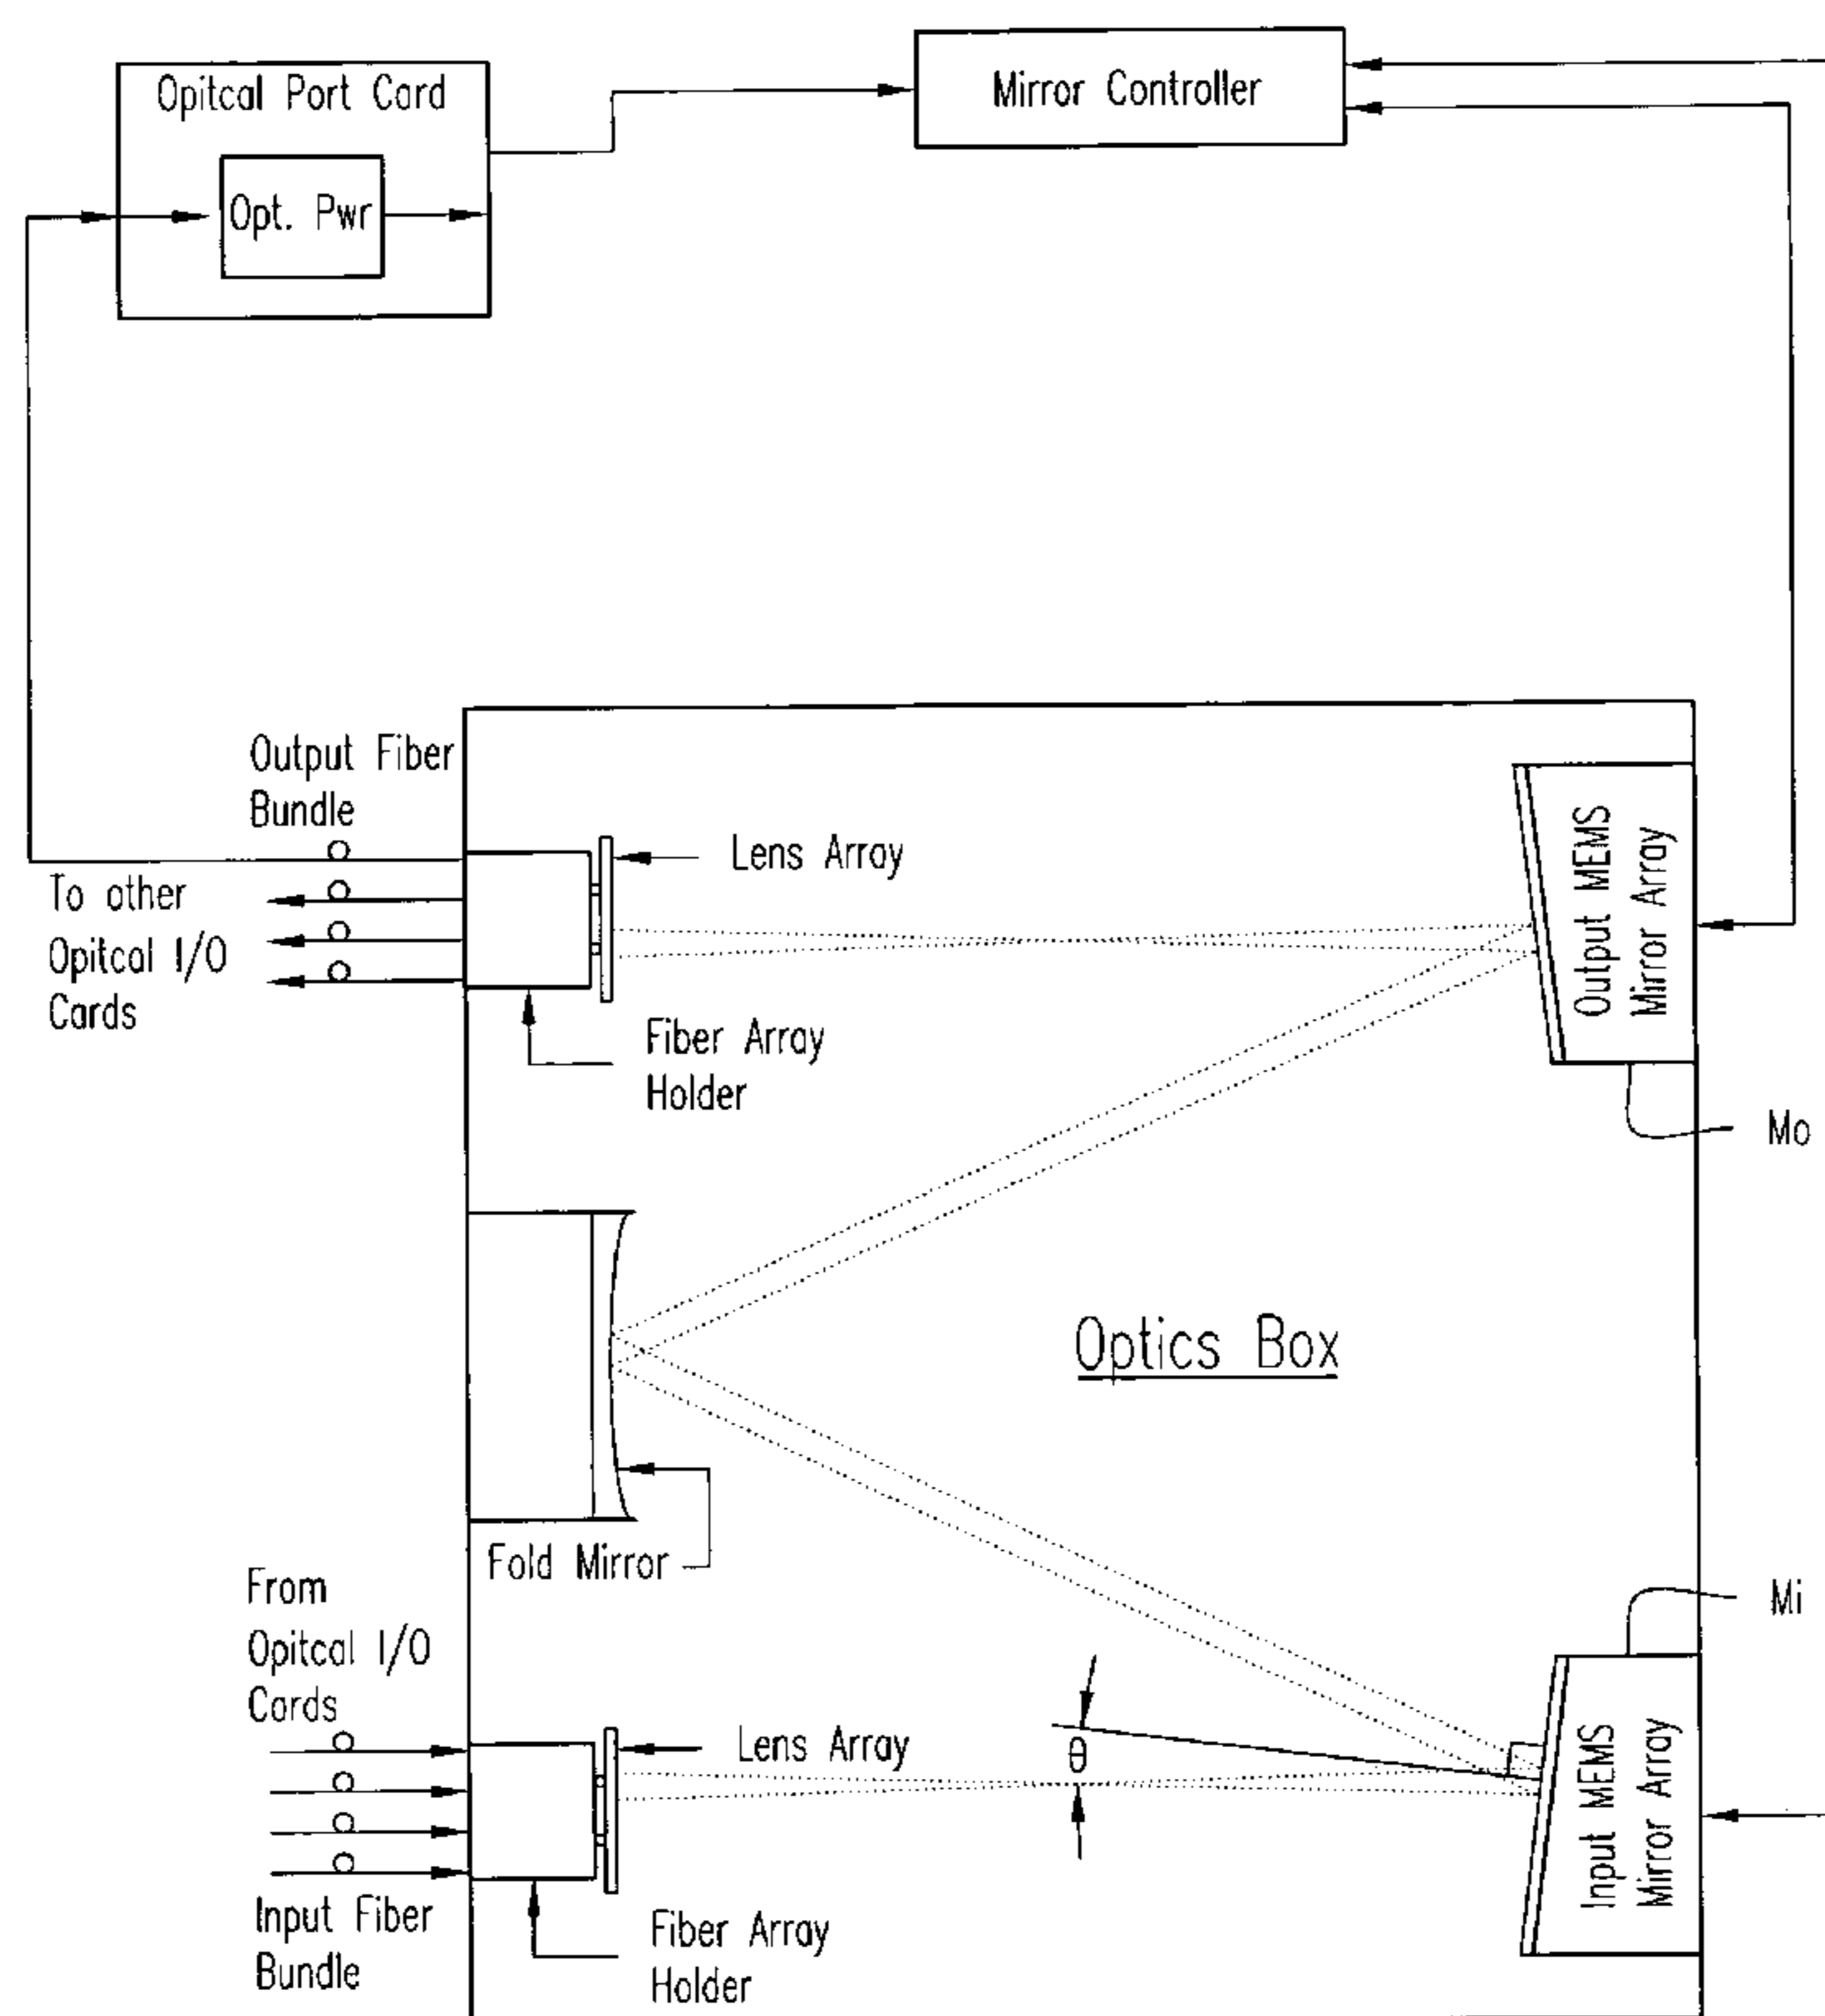 Opitcal Port Card
Opt. Pwr
Mirror Controller
Output Fiber
Bundle
To other
Opitcal I/O
Cards
Lens Array
Fiber Array
Holder
Output MEMS
Mirror Array
Mo
Optics Box
Fold Mirror
From
Opitcal I/O
Cards
Input Fiber
Bundle
Lens Array
Fiber Array
Holder
θ
Mi
Input MEMS
Mirror Array